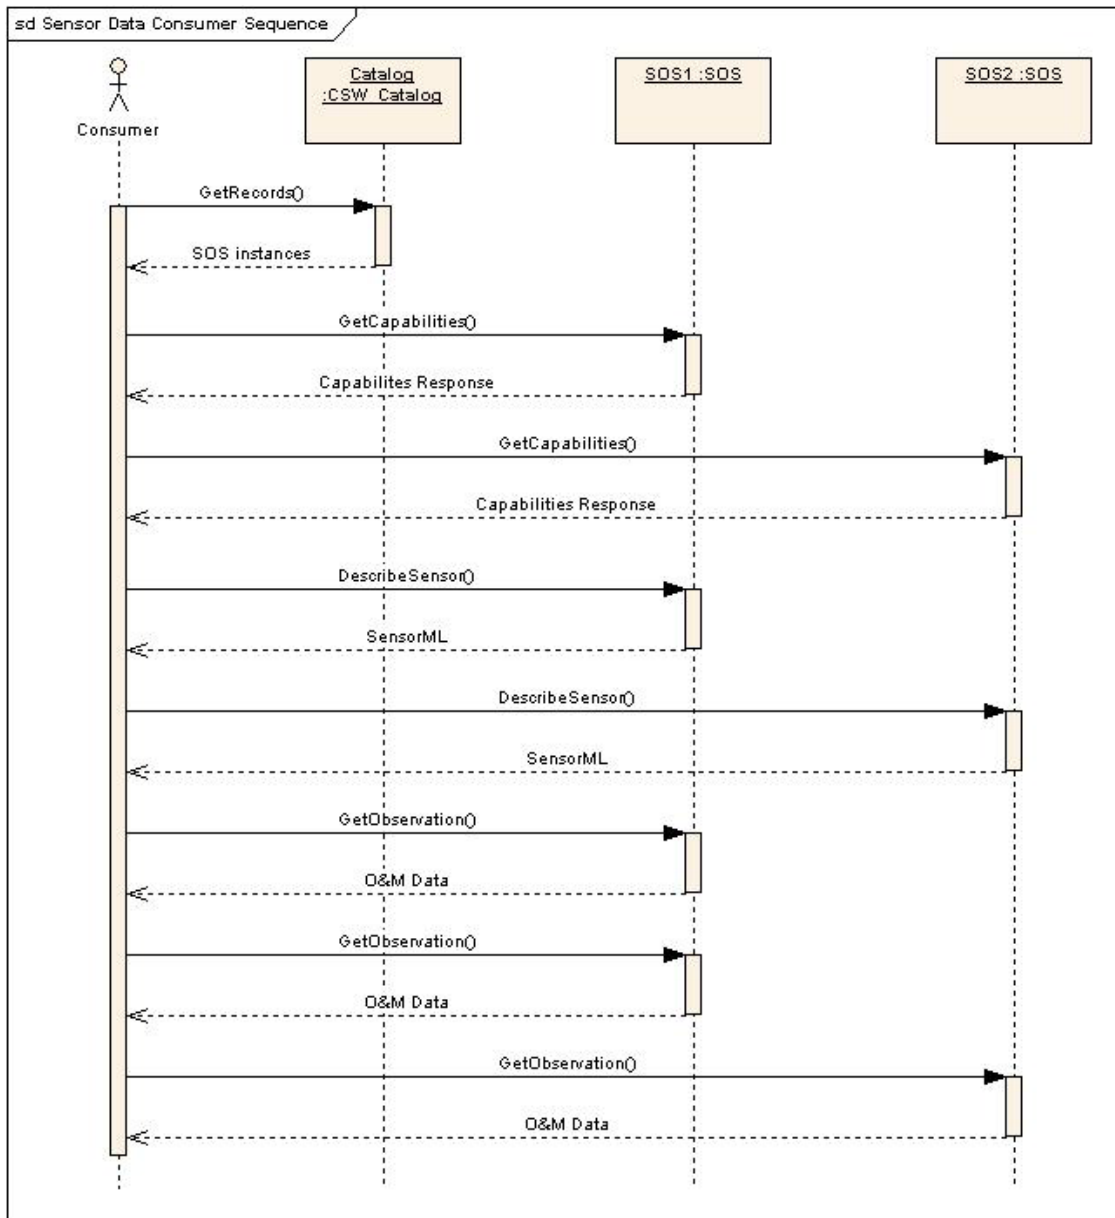 sd Sensor Data Consumer Sequence
Consumer
Catalog
:CSW_Catalog
SOS1 :SOS
SOS2 :SOS
GetRecords()
SOS instances
GetCapabilities()
Capabilites Response
GetCapabilities()
Capabilities Response
DescribeSensor()
SensorML
DescribeSensor()
SensorML
GetObservation()
O&M Data
GetObservation()
O&M Data
GetObservation()
O&M Data